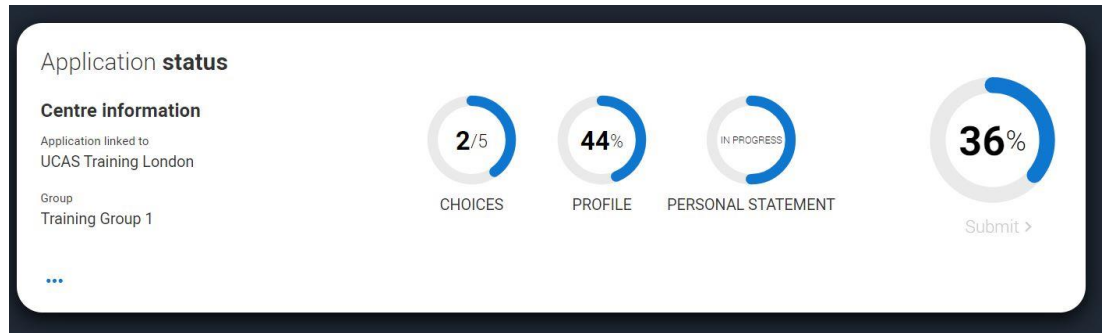 Application status
Centre information
Application linked to
UCAS Training London
Group
Training Group 1
2/5
CHOICES
44%
PROFILE
IN PROGRESS
PERSONAL STATEMENT
36%
Submit >